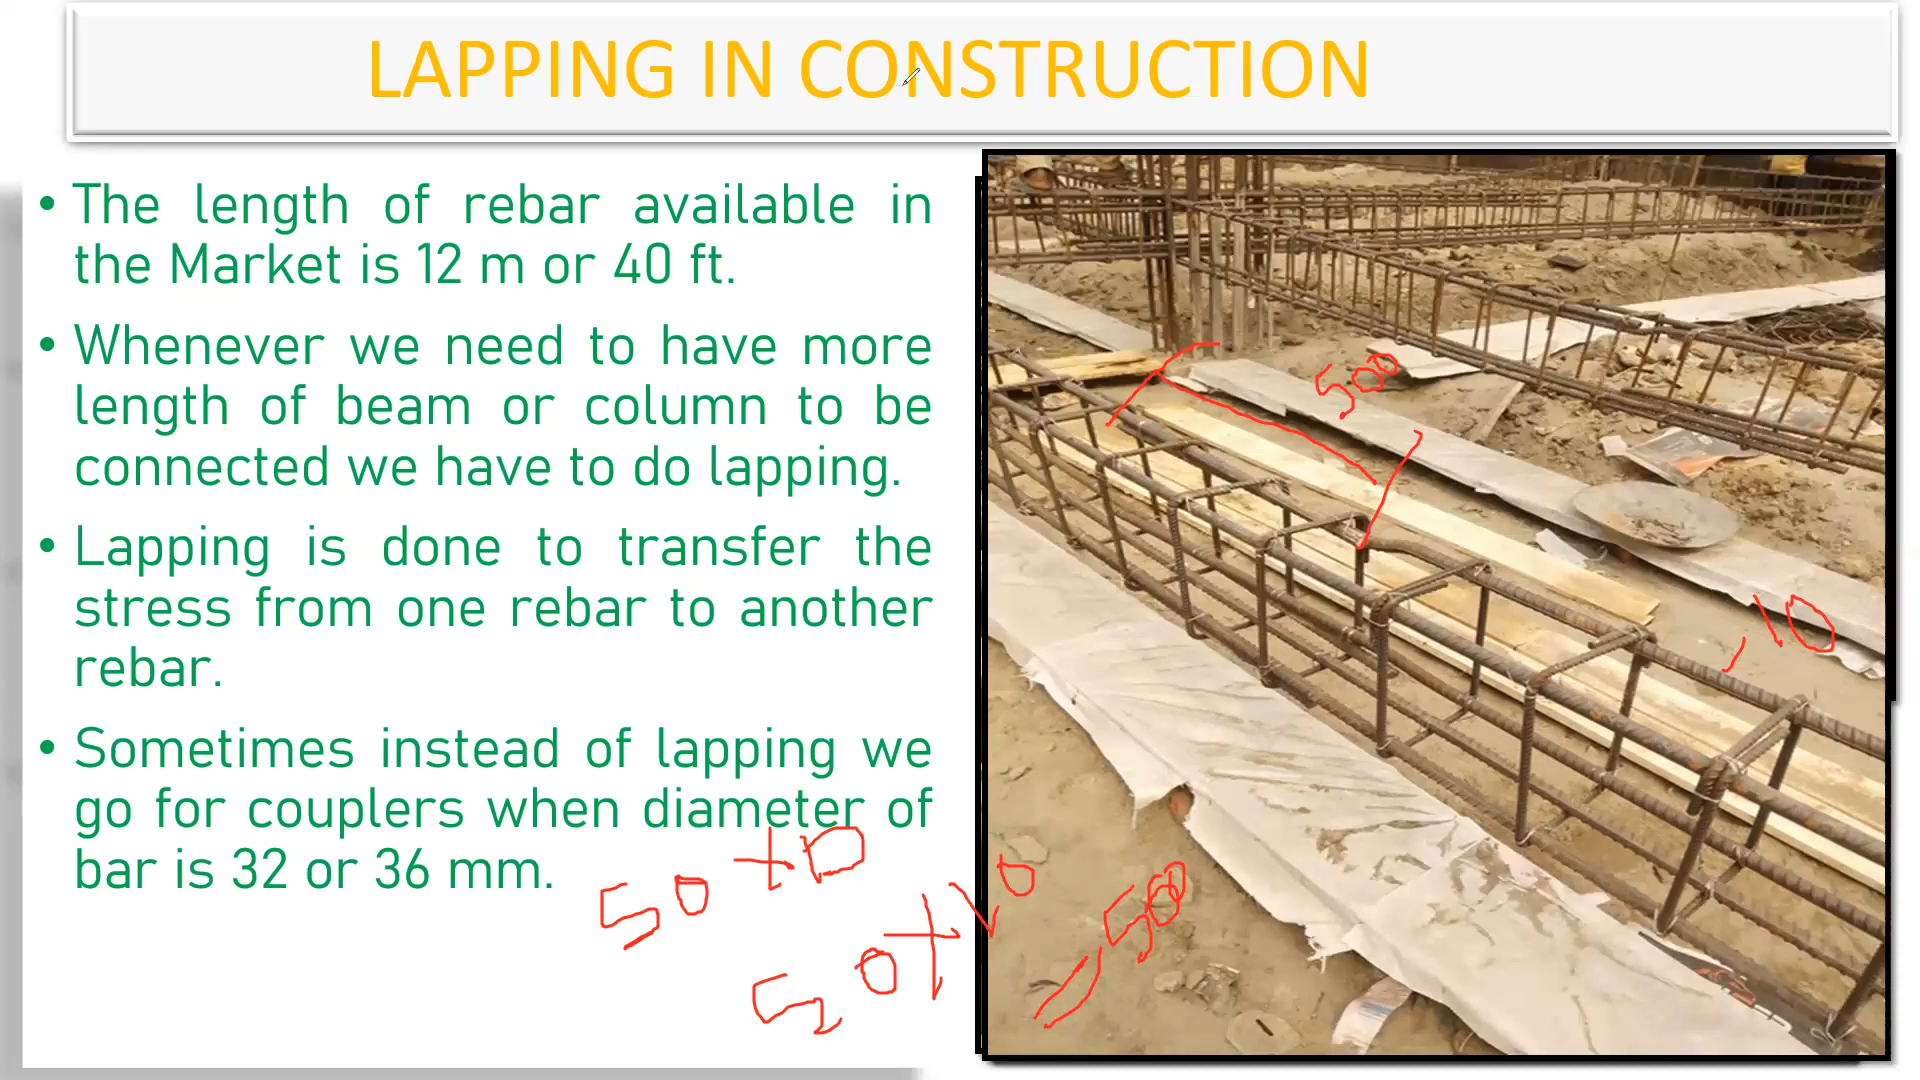 LAPPING IN CONSTRUCTION
• The length of rebar available in
the Market is 12 m or 40 ft.
• Whenever we need to have more
length of beam or column to be
connected we have to do lapping.
• Lapping is done to transfer the
stress from one rebar to another
rebar.
• Sometimes instead of lapping we
go for couplers when diameter of
bar is 32 or 36 mm.
50 + D
50 + 10
= 500
500
- 10